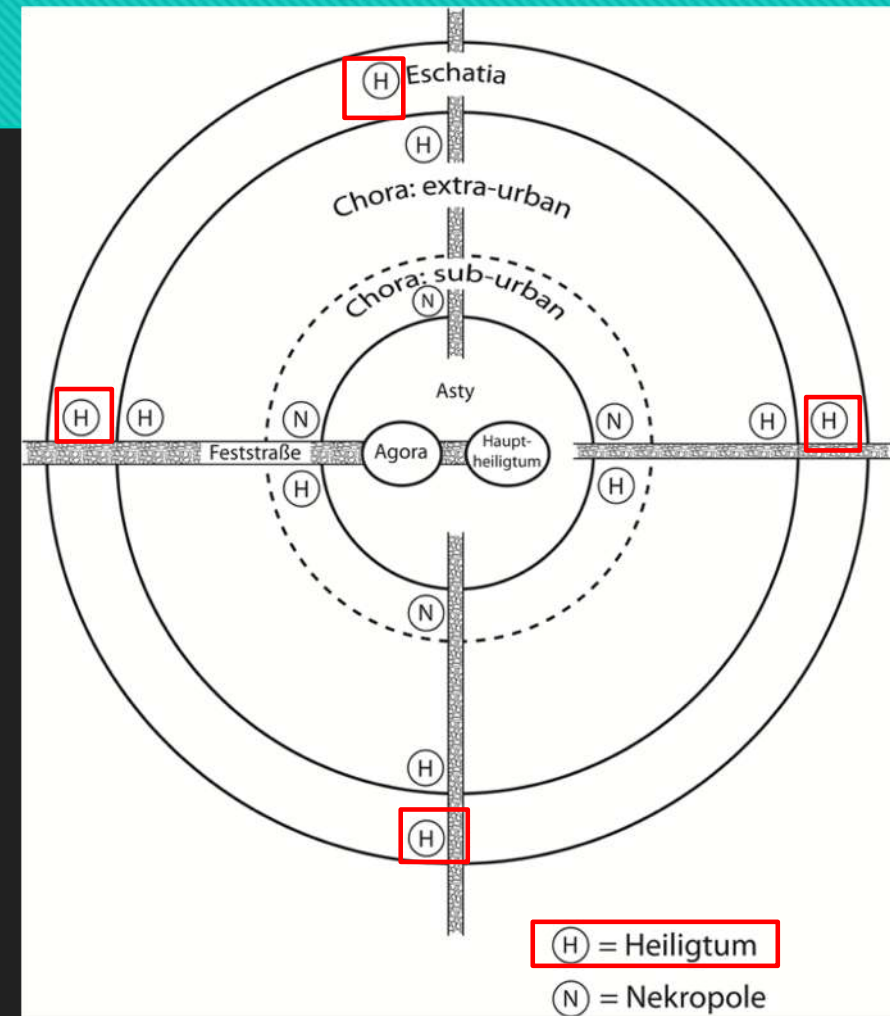 H Eschatia
H
Chora: extra-urban
Chora: sub-urban
N
Asty
H H N N H H
Feststraße Agora Haupt-
heiligtum
H H
N
H
H
H = Heiligtum
N = Nekropole